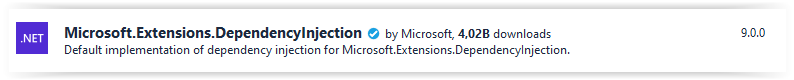 .NET
Microsoft.Extensions.DependencyInjection by Microsoft, 4,02B downloads 9.0.0
Default implementation of dependency injection for Microsoft.Extensions.DependencyInjection.